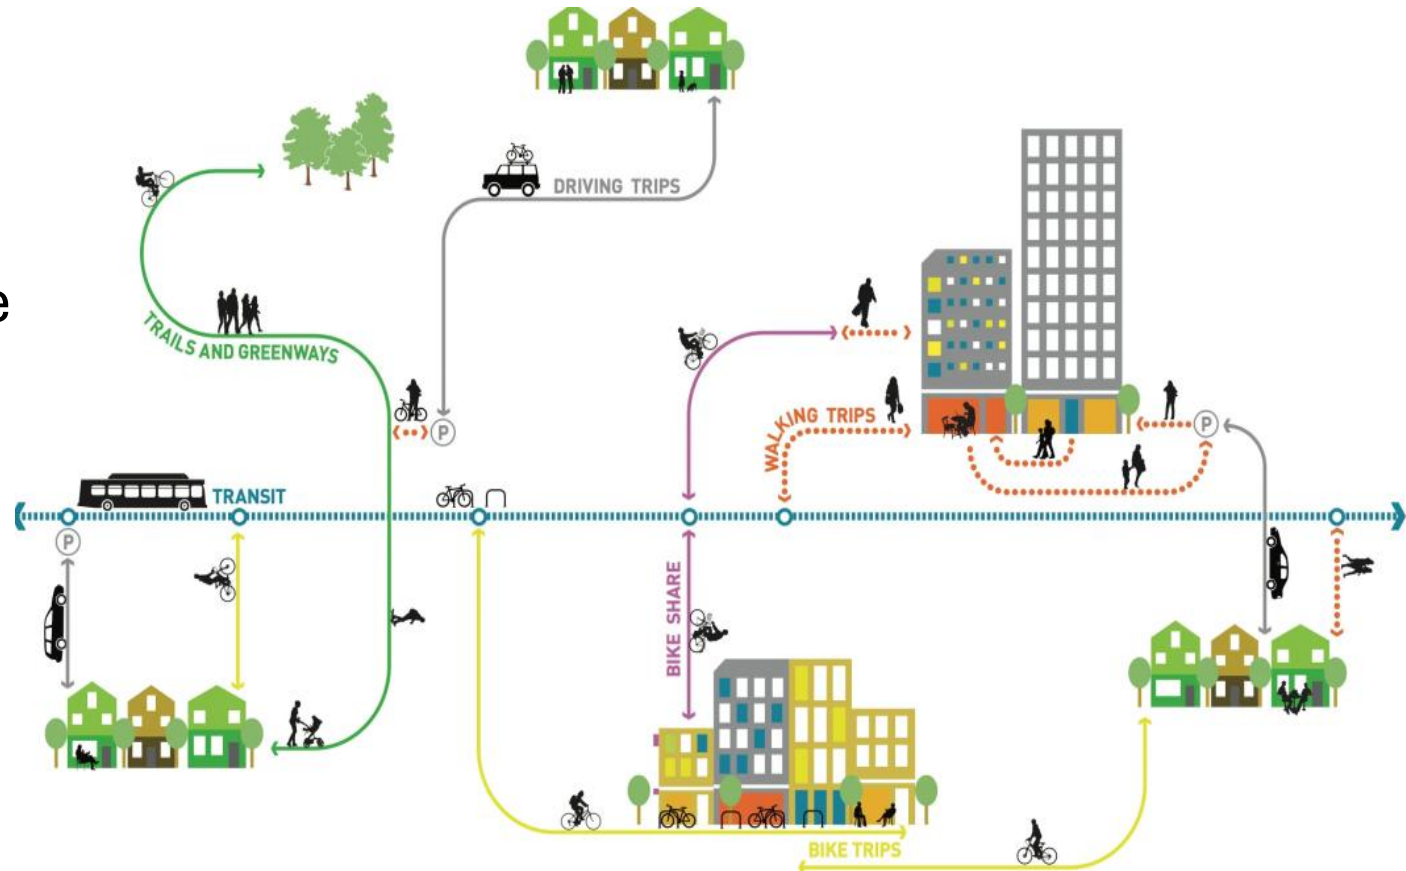 DRIVING TRIPS
e
TRAILS AND GREENWAYS
WALKING TRIPS
P
P
TRANSIT
P
BIKE SHARE
BIKE TRIPS